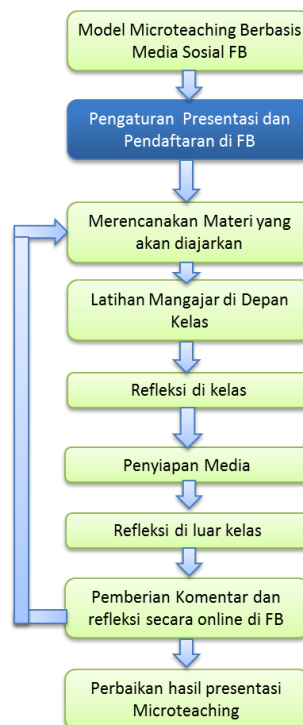 Model Microteaching Berbasis
Media Sosial FB
Pengaturan Presentasi dan
Pendaftaran di FB
Merencanakan Materi yang
akan diajarkan
Latihan Mangajar di Depan
Kelas
Refleksi di kelas
Penyiapan Media
Refleksi di luar kelas
Pemberian Komentar dan
refleksi secara online di FB
Perbaikan hasil presentasi
Microteaching